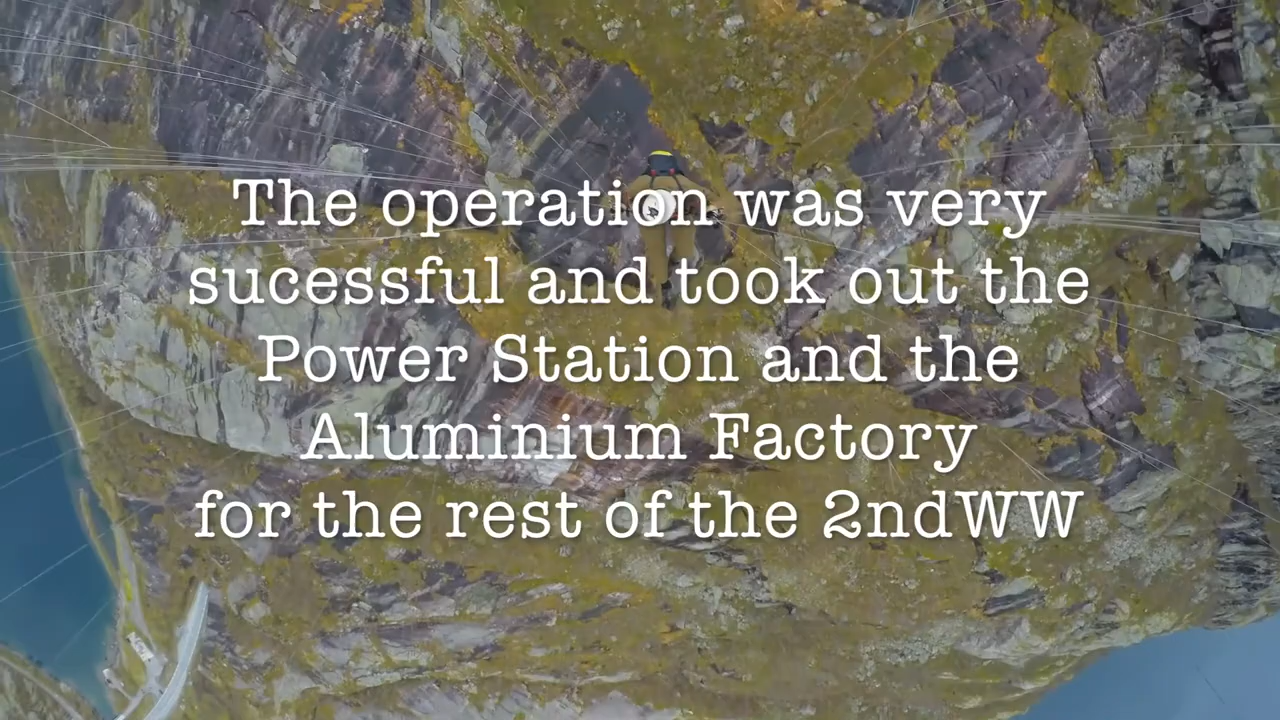 The operation was very
sucessful and took out the
Power Station and the
Aluminium Factory
for the rest of the 2ndWW